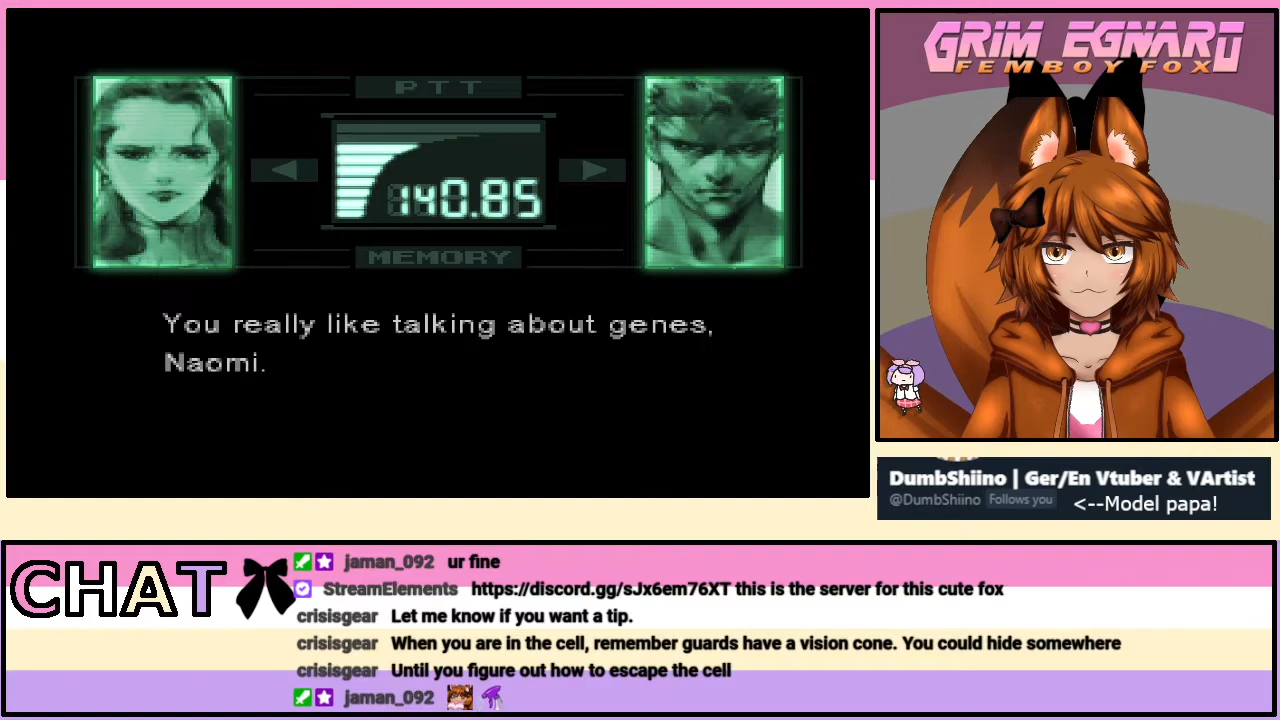 PTT
140.85
MEMORY
You really like talking about genes,
Naomi.
GRIM EGNART
FEMBOY FOX
DumbShiino | Ger/En Vtuber & VArtist
@DumbShiino Follows you <--Model papa!
CHAT
jaman_092 ur fine
StreamElements https://discord.gg/sJx6em76XT this is the server for this cute fox
crisisgear Let me know if you want a tip.
crisisgear When you are in the cell, remember guards have a vision cone. You could hide somewhere
crisisgear Until you figure out how to escape the cell
jaman_092